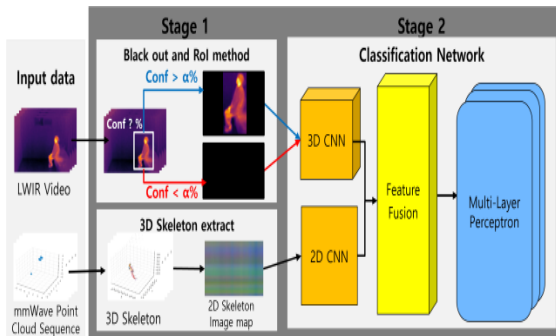 Stage 1
Stage 2
Input data
LWIR Video
mmWave Point
Cloud Sequence
Black out and RoI method
Conf > α%
Conf ? %
Conf < α%
3D Skeleton extract
3D Skeleton
2D Skeleton
Image map
Classification Network
3D CNN
2D CNN
Feature
Fusion
Multi-Layer
Perceptron